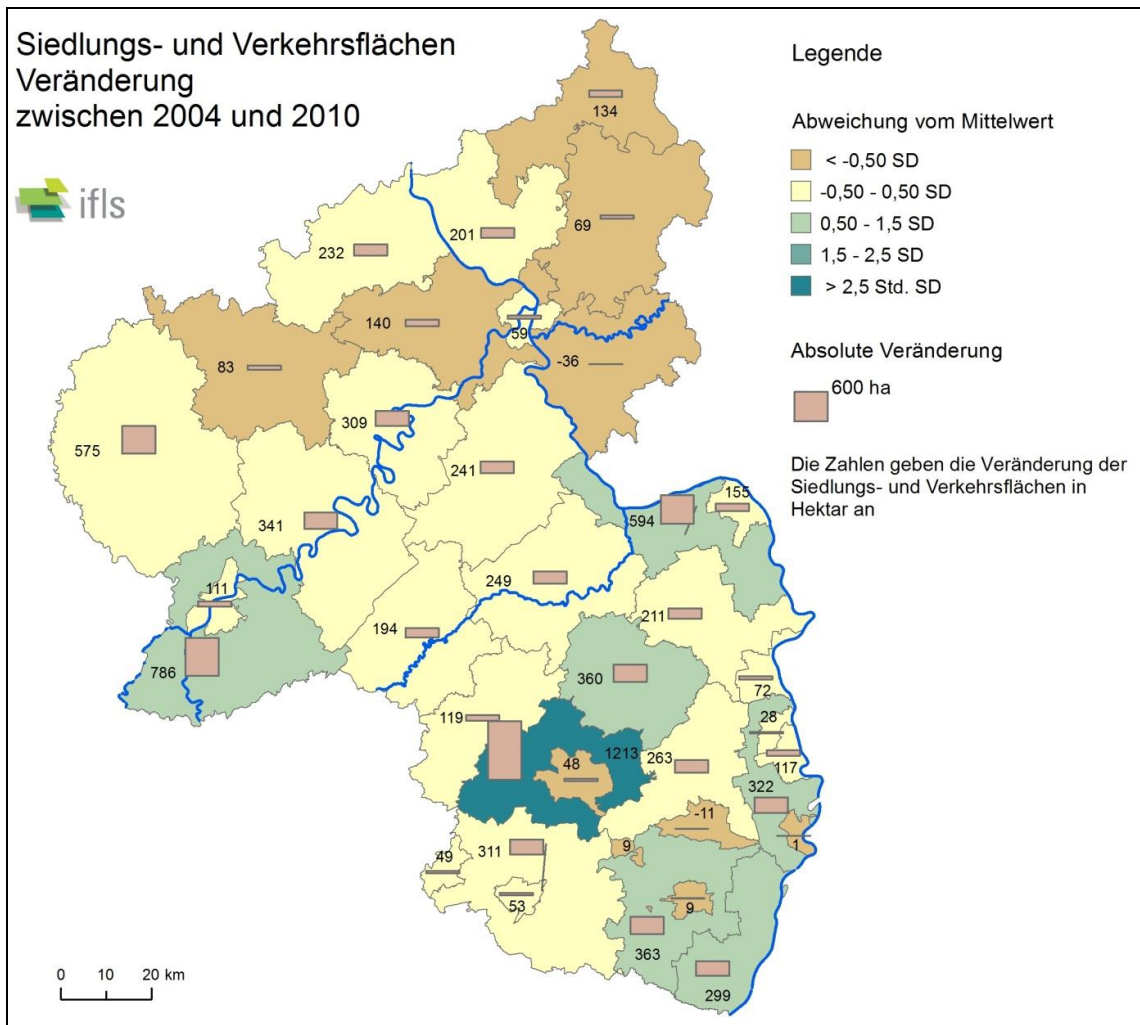 Siedlungs- und Verkehrsflächen
Veränderung
zwischen 2004 und 2010
ifls
Legende
Abweichung vom Mittelwert
< -0,50 SD
-0,50 - 0,50 SD
0,50 - 1,5 SD
1,5 - 2,5 SD
> 2,5 Std. SD
Absolute Veränderung
600 ha
Die Zahlen geben die Veränderung der
Siedlungs- und Verkehrsflächen in
Hektar an
134
69
201
232
140
59
-36
83
309
575
241
341
155
594
111
249
211
194
786
360
72
28
119
1213
263
48
117
322
-11
1
9
311
49
53
9
363
299
0 10 20 km